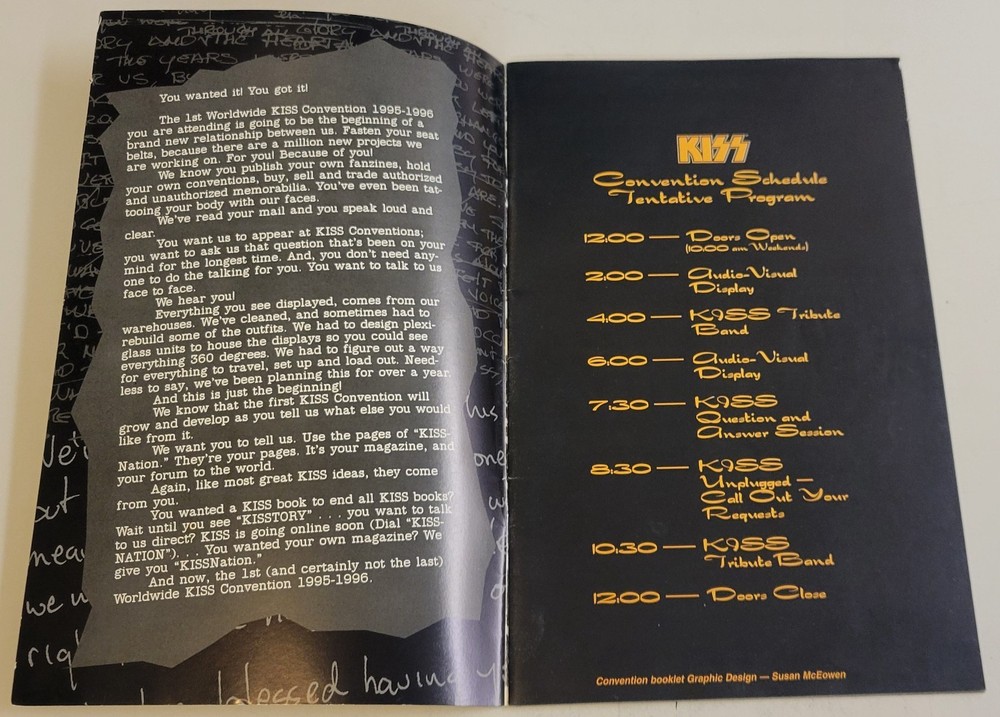 THROUGH
GLORY AND THE
THE YEARS
US, B
You wanted it! You got it!
The 1st Worldwide KISS Convention 1995-1996
you are attending is going to be the beginning of a
brand new relationship between us. Fasten your seat
belts, because there are a million new projects we
are working on. For you! Because of you!
We know you publish your own fanzines, hold
your own conventions, buy, sell and trade authorized
and unauthorized memorabilia. You've even been tat-
tooing your body with our faces.
We've read your mail and you speak loud and
clear.
You want us to appear at KISS Conventions;
you want to ask us that question that's been on your
mind for the longest time. And, you don't need any-
one to do the talking for you. You want to talk to us
face to face.
We hear you!
Everything you see displayed, comes from our
warehouses. We've cleaned, and sometimes had to
rebuild some of the outfits. We had to design plexi-
glass units to house the displays so you could see
everything 360 degrees. We had to figure out a way
for everything to travel, set up and load out. Need-
less to say, we've been planning this for over a year.
And this is just the beginning!
We know that the first KISS Convention will
grow and develop as you tell us what else you would
like from it.
We want you to tell us. Use the pages of "KISS-
Nation." They're your pages. It's your magazine, and
your forum to the world.
Again, like most great KISS ideas, they come
from you.
You wanted a KISS book to end all KISS books?
Wait until you see "KISSTORY" . . . you want to talk
to us direct? KISS is going online soon (Dial "KISS-
NATION"). . . You wanted your own magazine? We
give you "KISSNation."
And now, the 1st (and certainly not the last)
Worldwide KISS Convention 1995-1996.
his
one
out
we
blessed having
KISS
Convention Schedule
Tentative Program
12:00 — Doors Open
(10:00 am Weekends)
2:00 — Audio-Visual
Display
4:00 — KISS Tribute
Band
6:00 — Audio-Visual
Display
7:30 — KISS
Question and
Answer Session
8:30 — KISS
Unplugged —
Call Out Your
Requests
10:30 — KISS
Tribute Band
12:00 — Doors Close
Convention booklet Graphic Design — Susan McEowen